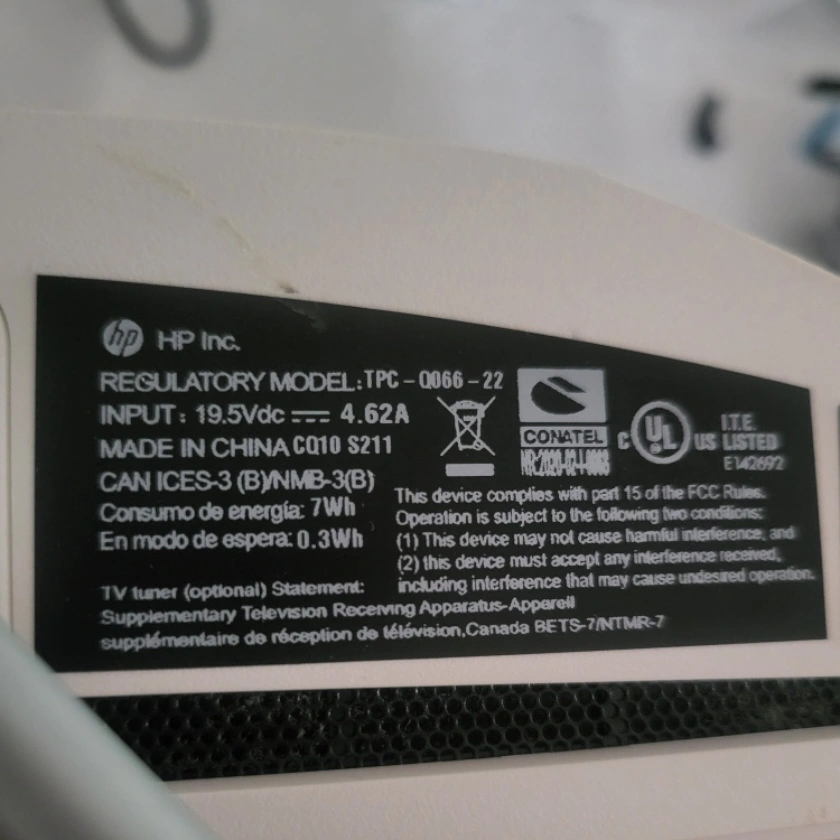 hp HP Inc.
REGULATORY MODEL: TPC-Q066-22
INPUT: 19.5Vdc 4.62A
MADE IN CHINA CQ10 S211
CAN ICES-3 (B)/NMB-3(B)
Consumo de energía: 7Wh
En modo de espera: 0.3Wh
CONATEL
C UL US
I.T.E.
LISTED
E142692
This device complies with part 15 of the FCC Rules.
Operation is subject to the following two conditions:
(1) This device may not cause harmful interference, and
(2) this device must accept any interference received,
including interference that may cause undesired operation.
TV tuner (optional) Statement:
Supplementary Television Receiving Apparatus-Appareil
supplémentaire de réception de télévision,Canada BETS-7/NTMR-7